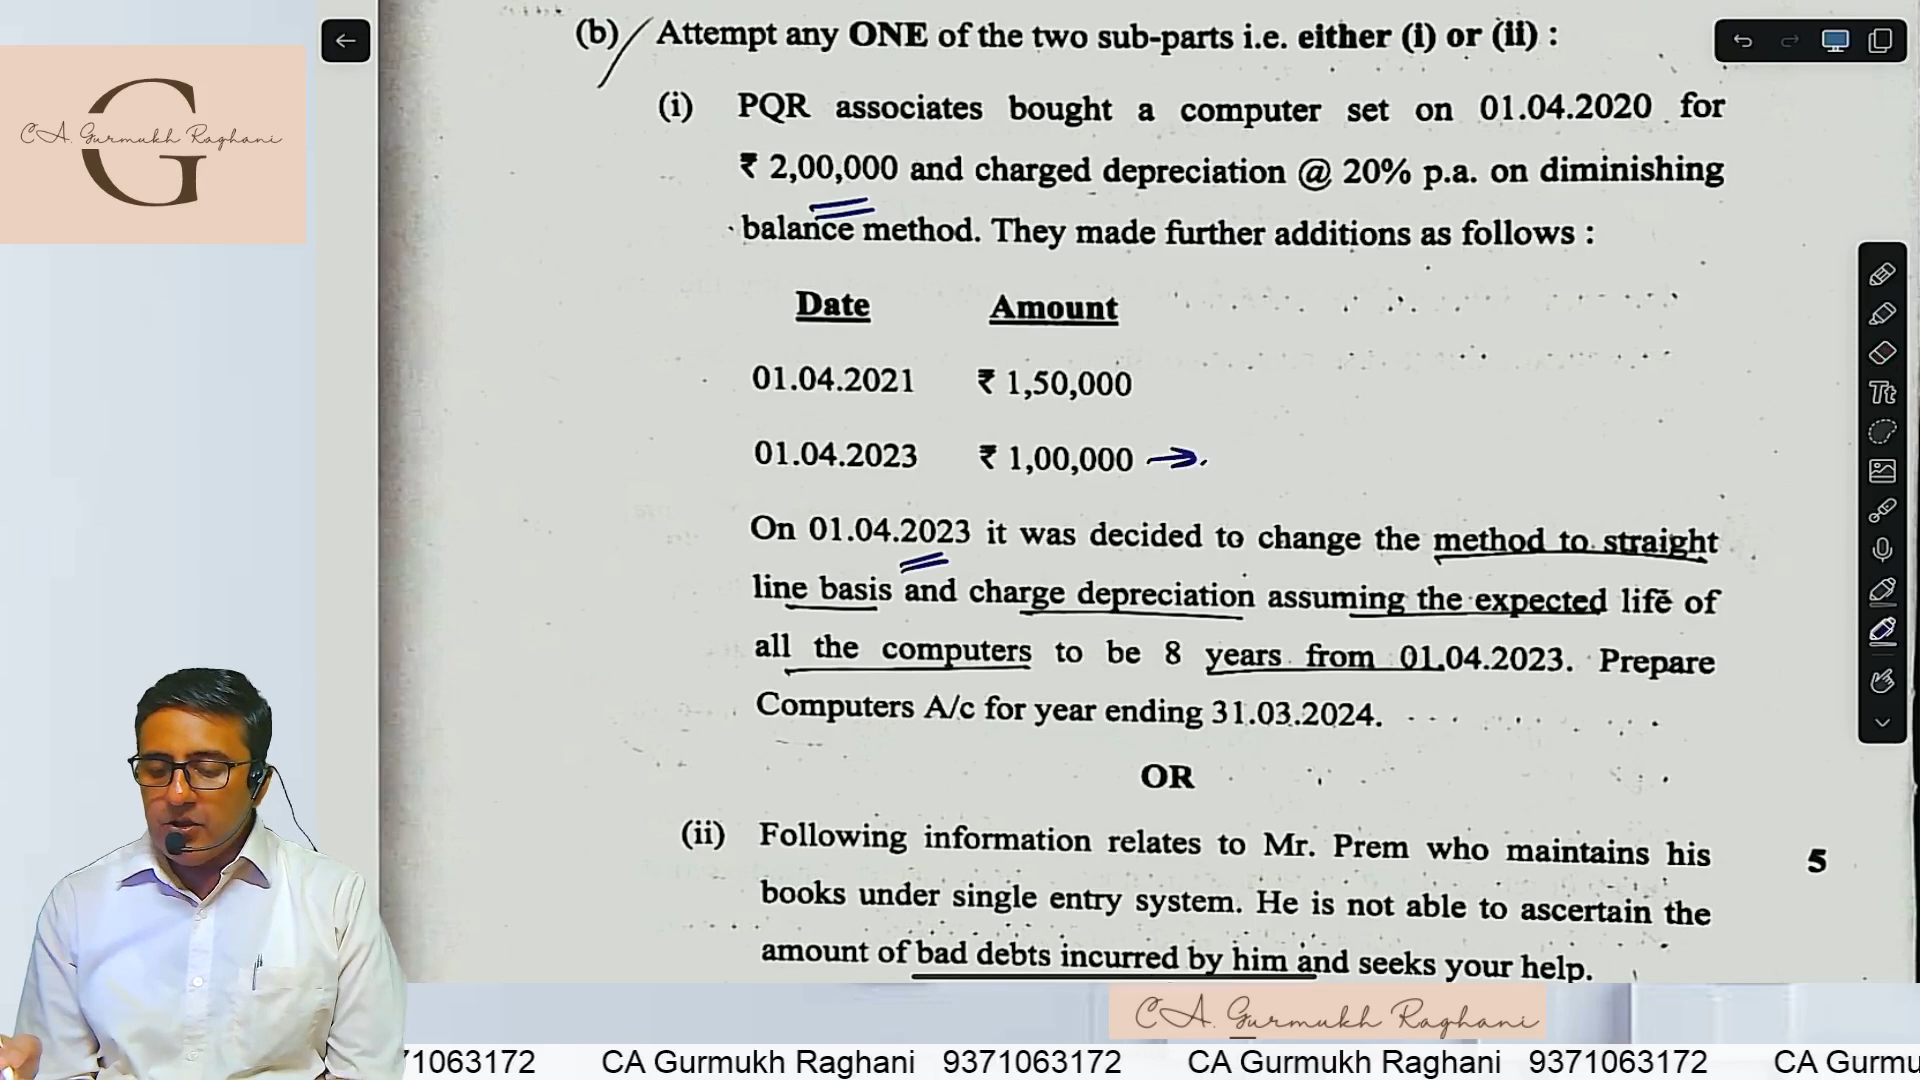 (b) Attempt any ONE of the two sub-parts i.e. either (i) or (ii) :
CA. Gurmukh Raghani
G
(i) PQR associates bought a computer set on 01.04.2020 for
₹ 2,00,000 and charged depreciation @ 20% p.a. on diminishing
balance method. They made further additions as follows :
Date Amount
01.04.2021 ₹ 1,50,000
01.04.2023 ₹ 1,00,000
On 01.04.2023 it was decided to change the method to straight
line basis and charge depreciation assuming the expected life of
all the computers to be 8 years from 01.04.2023. Prepare
Computers A/c for year ending 31.03.2024.
OR
(ii) Following information relates to Mr. Prem who maintains his
5
books under single entry system. He is not able to ascertain the
amount of bad debts incurred by him and seeks your help.
CA. Gurmukh Raghani
71063172 CA Gurmukh Raghani 9371063172 CA Gurmukh Raghani 9371063172 CA Gurmu
Tt